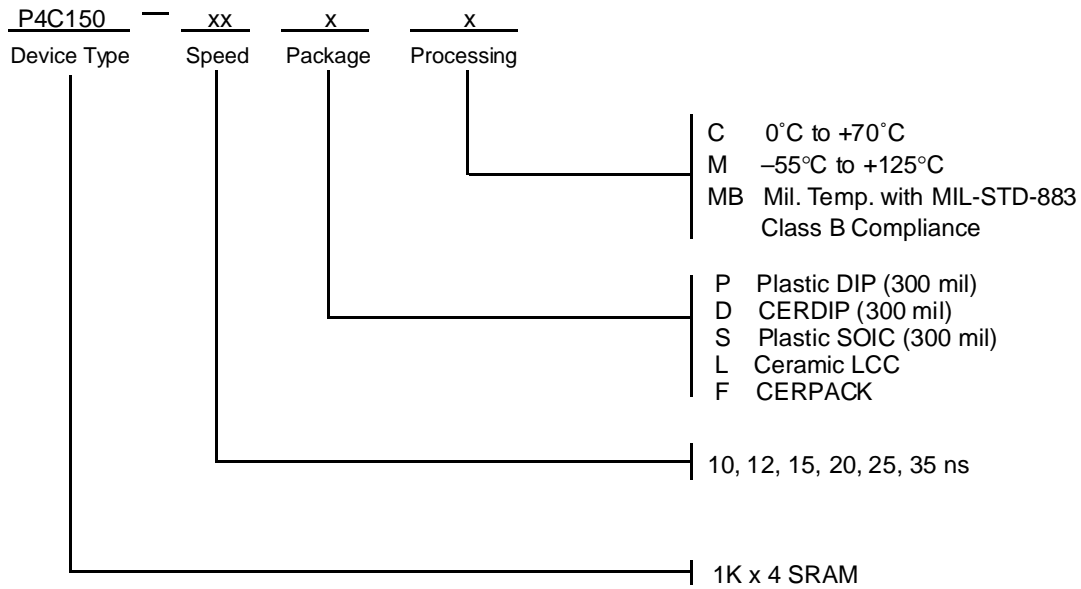 P4C150 — xx x x
Device Type Speed Package Processing
C 0˚C to +70˚C
M –55°C to +125°C
MB Mil. Temp. with MIL-STD-883
Class B Compliance
P Plastic DIP (300 mil)
D CERDIP (300 mil)
S Plastic SOIC (300 mil)
L Ceramic LCC
F CERPACK
10, 12, 15, 20, 25, 35 ns
1K x 4 SRAM